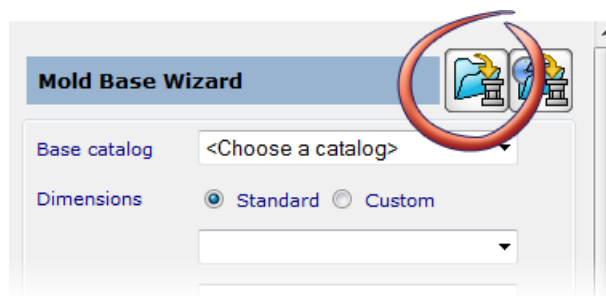 Mold Base Wizard
Base catalog <Choose a catalog>
Dimensions Standard Custom